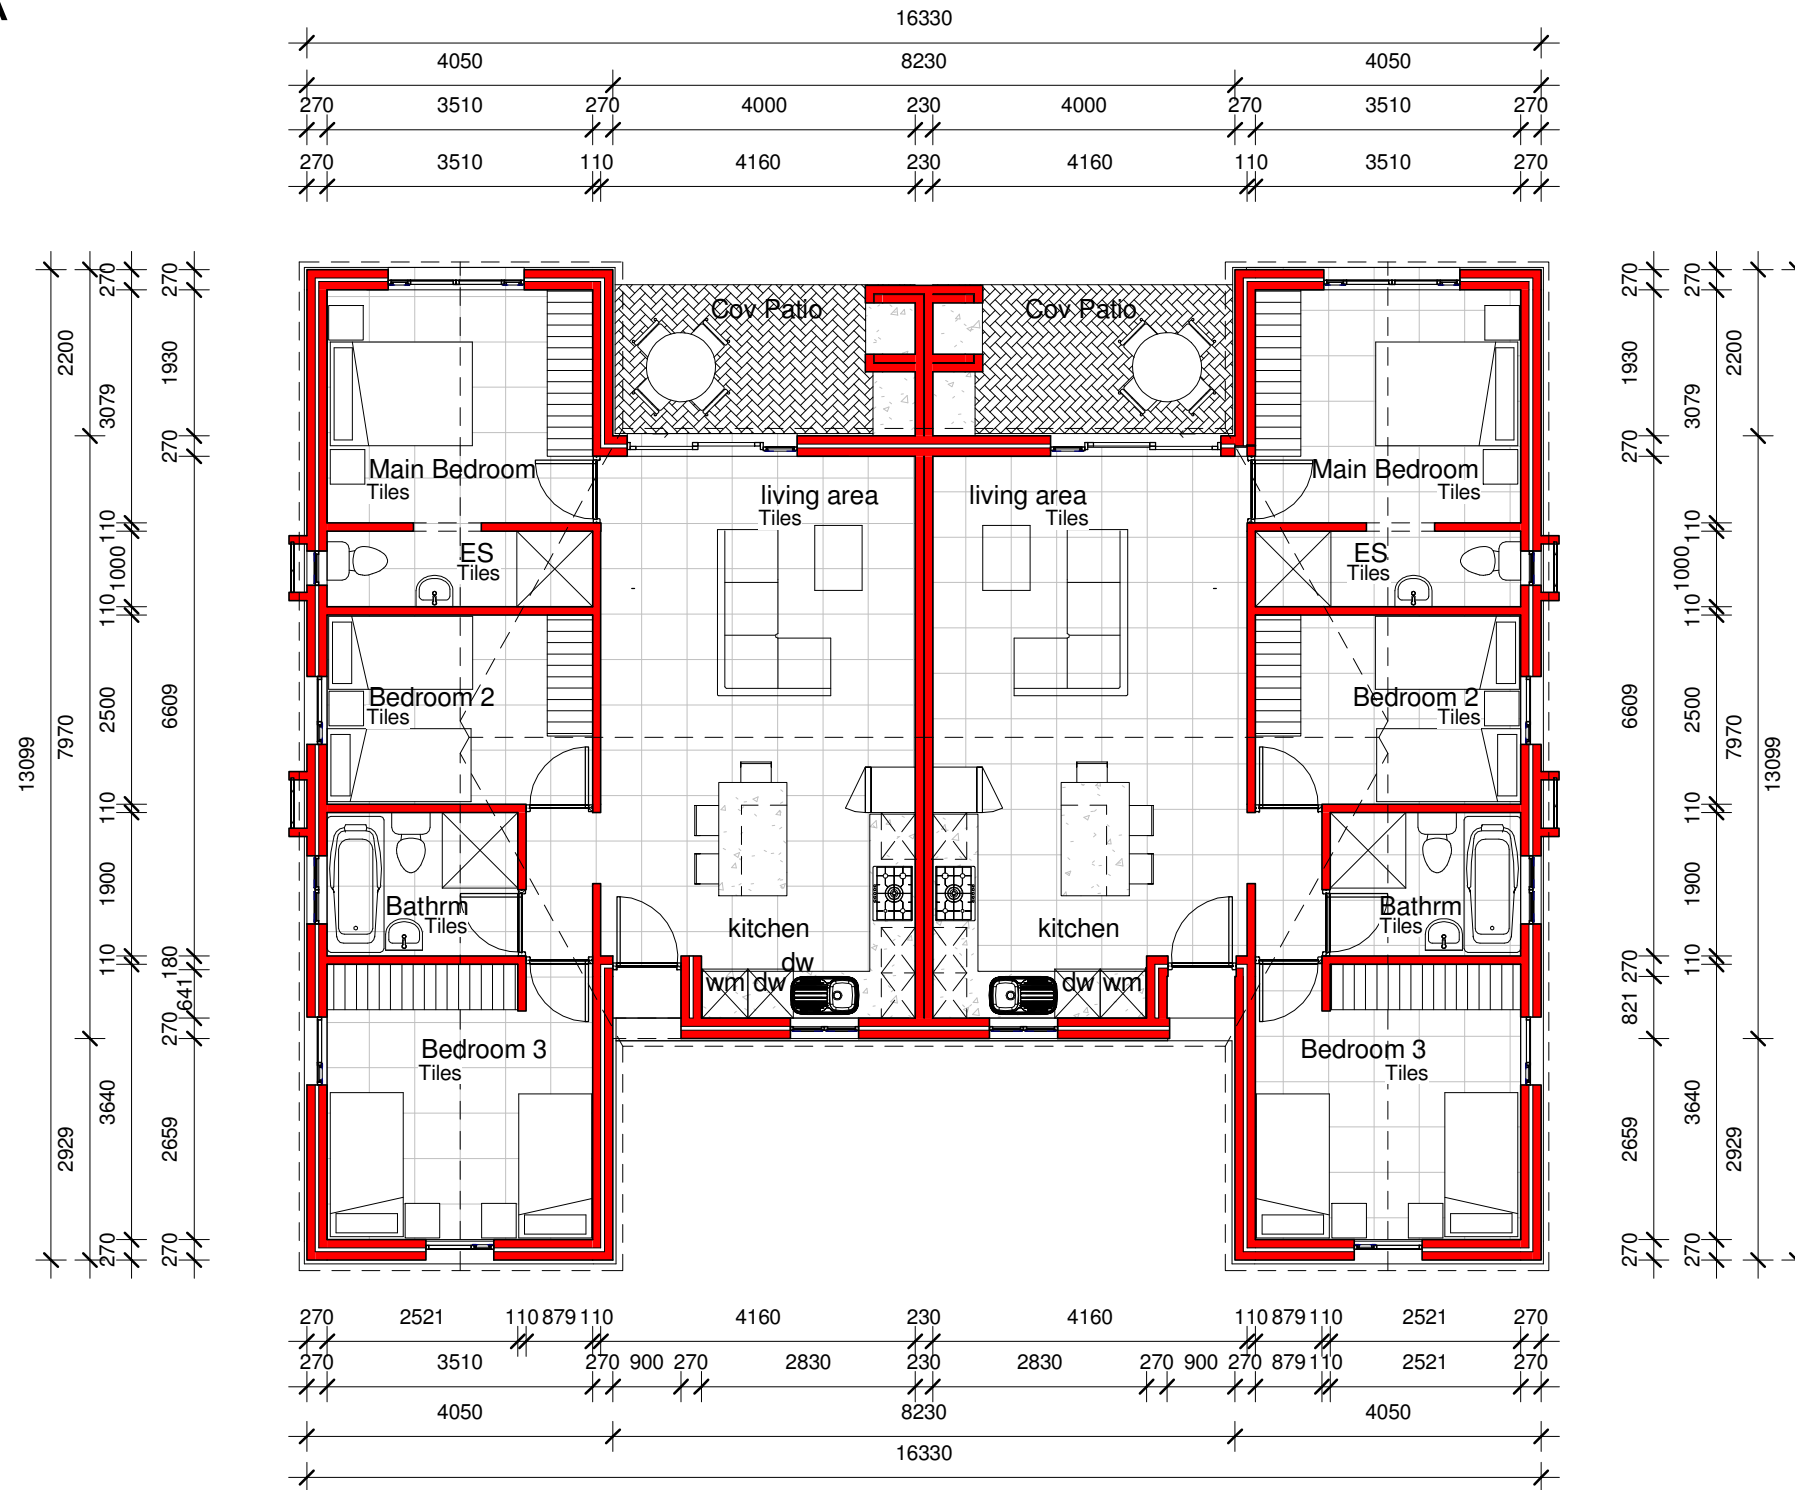 A
16330
4050 8230 4050
270 3510 270 4000 230 4000 270 3510 270
270 3510 110 4160 230 4160 110 3510 270
13099
2200
7970
2929
270
3079
110
1000
110
2500
110
1900
110
3640
270
270
1930
270
6609
180
641
270
2659
270
Cov Patio Cov Patio
Main Bedroom
Tiles
living area
Tiles
living area
Tiles
Main Bedroom
Tiles
ES
Tiles
ES
Tiles
Bedroom 2
Tiles
Bedroom 2
Tiles
Bathrm
Tiles
kitchen
kitchen
Bathrm
Tiles
dw
wm dw
dw wm
Bedroom 3
Tiles
Bedroom 3
Tiles
270
1930
270
6609
270
821
2659
270
270
3079
110
1000
110
2500
110
1900
110
3640
270
2200
7970
2929
13099
270 2521 110 879 110 4160 230 4160 110 879 110 2521 270
270 3510 270 900 270 2830 230 2830 270 900 270 879 110 2521 270
4050 8230 4050
16330